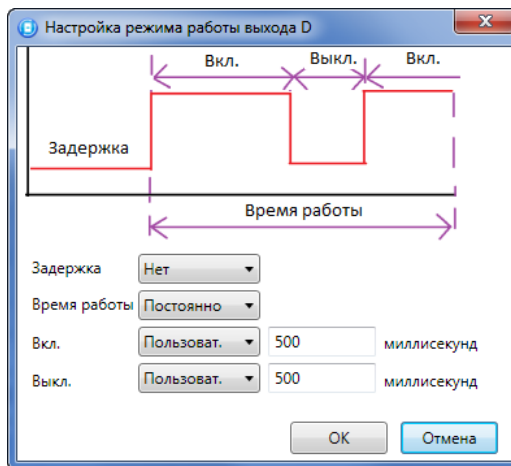 Настройка режима работы выхода D
Вкл. Выкл. Вкл.
Задержка
Время работы
Задержка Нет
Время работы Постоянно
Вкл. Пользоват. 500 миллисекунд
Выкл. Пользоват. 500 миллисекунд
OK Отмена